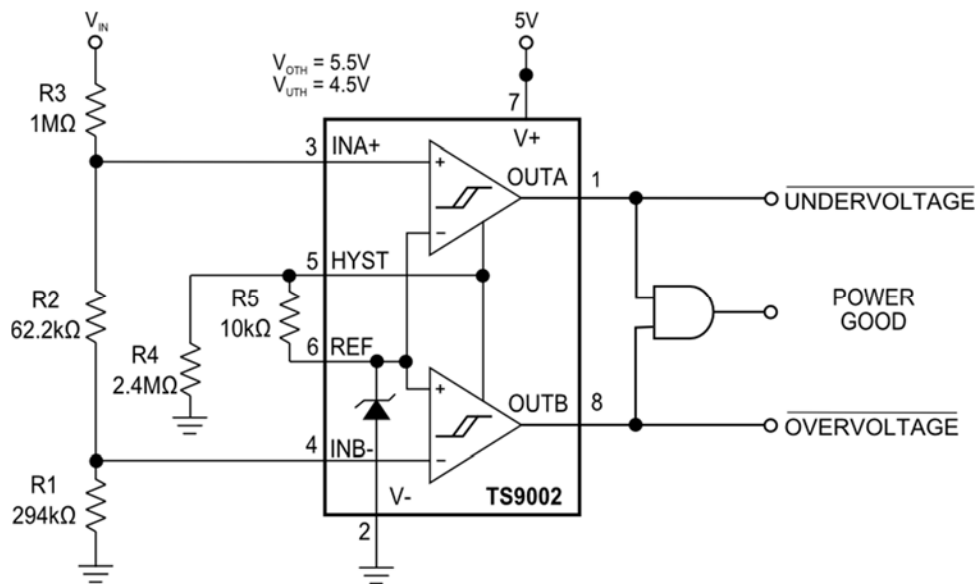 VIN
5V
VOTH = 5.5V
VUTH = 4.5V
R3
1MΩ
7
V+
3
INA+
+
−
OUTA
1
UNDERVOLTAGE
5
HYST
R5
10kΩ
R2
62.2kΩ
POWER
GOOD
R4
2.4MΩ
6
REF
+
−
OUTB
8
OVERVOLTAGE
4
INB-
R1
294kΩ
V-
TS9002
2